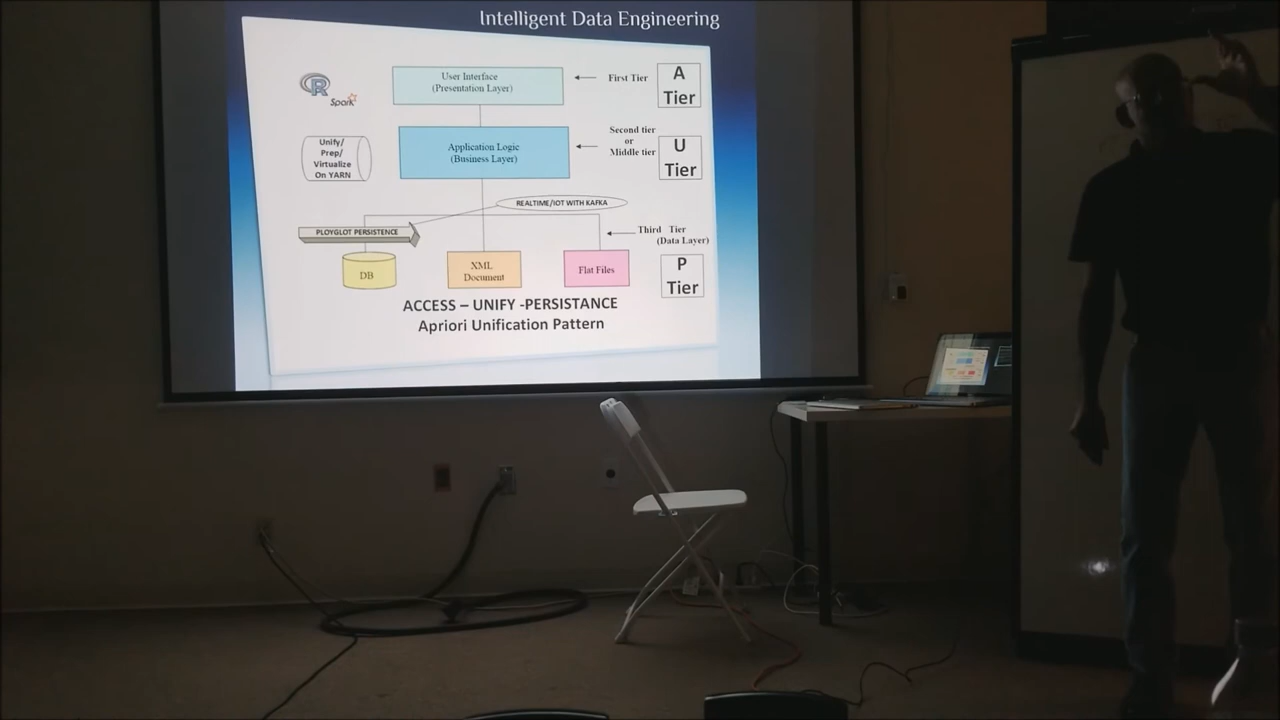 Intelligent Data Engineering
R
Spark
User Interface
(Presentation Layer)
First Tier
A
Tier
Unify/
Prep/
Virtualize
On YARN
Application Logic
(Business Layer)
Second tier
or
Middle tier
U
Tier
REALTIME/IOT WITH KAFKA
PLOYGLOT PERSISTENCE
Third Tier
(Data Layer)
DB
XML
Document
Flat Files
P
Tier
ACCESS – UNIFY -PERSISTANCE
Apriori Unification Pattern